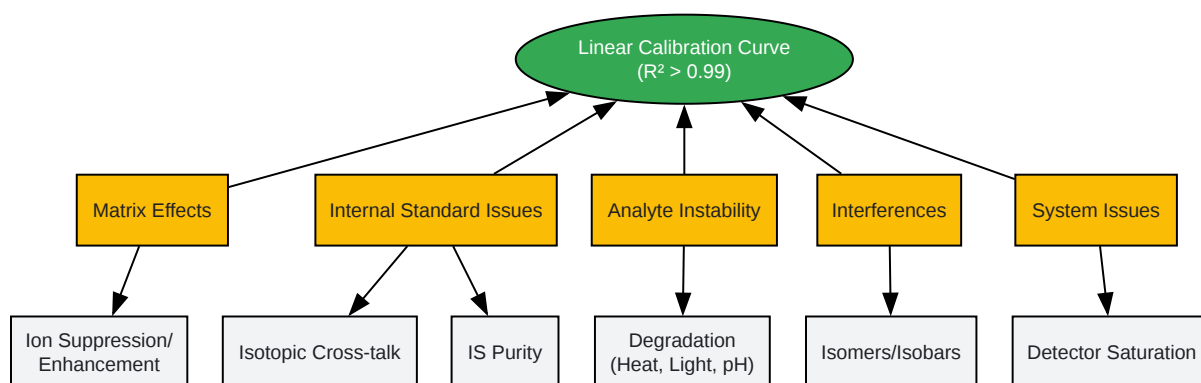 Linear Calibration Curve
(R² > 0.99)
Matrix Effects
Internal Standard Issues
Analyte Instability
Interferences
System Issues
Ion Suppression/
Enhancement
Isotopic Cross-talk
IS Purity
Degradation
(Heat, Light, pH)
Isomers/Isobars
Detector Saturation